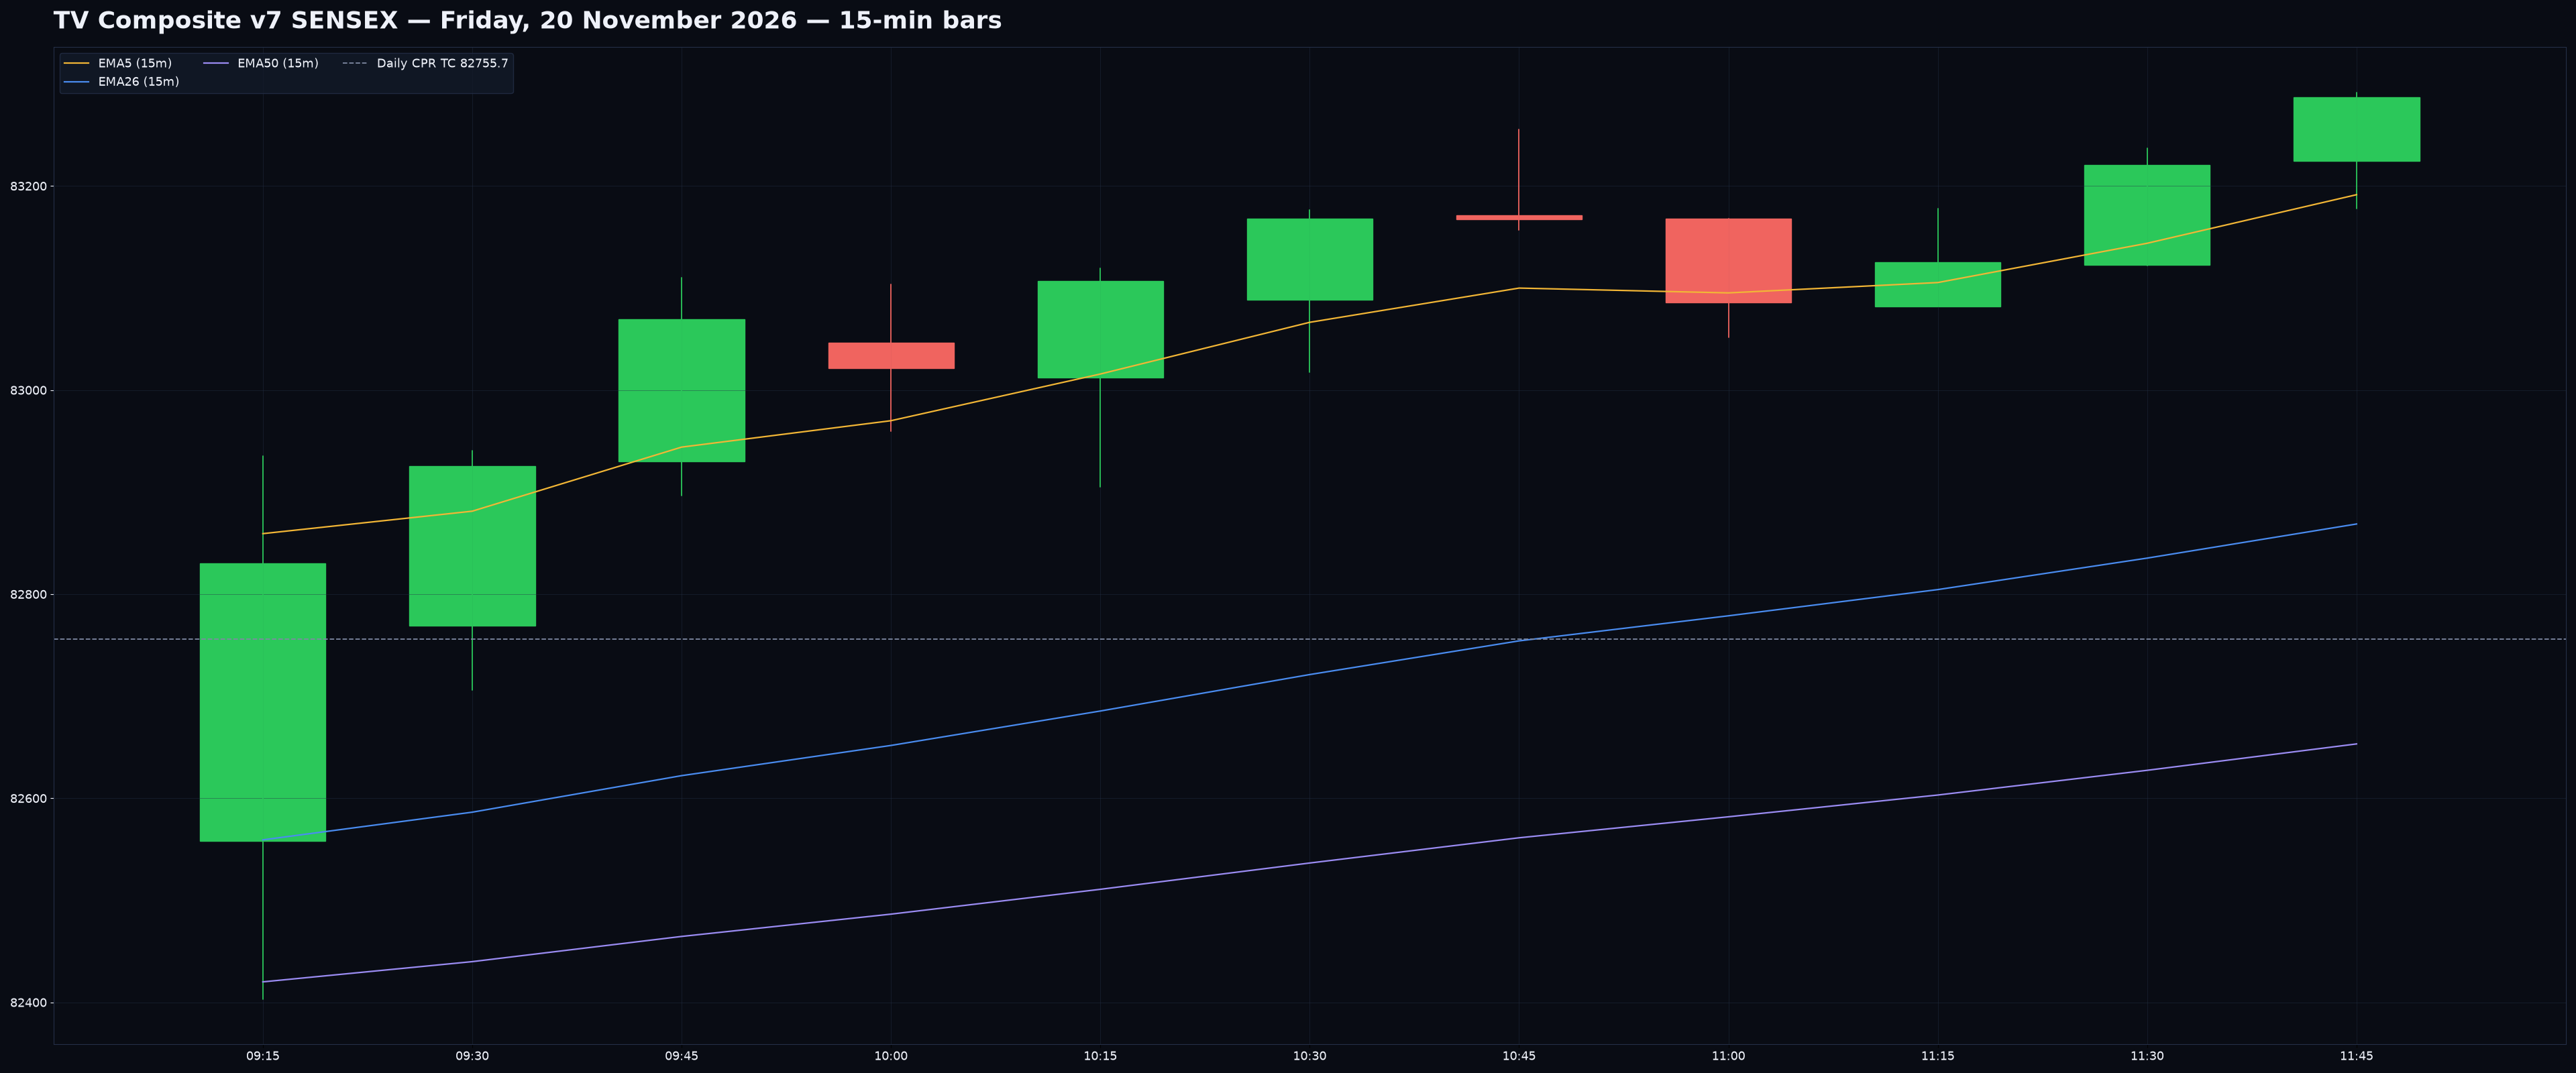 TV Composite v7 SENSEX — Friday, 20 November 2026 — 15-min bars
EMA5 (15m) EMA50 (15m) Daily CPR TC 82755.7
EMA26 (15m)
83200
83000
82800
82600
82400
09:15 09:30 09:45 10:00 10:15 10:30 10:45 11:00 11:15 11:30 11:45